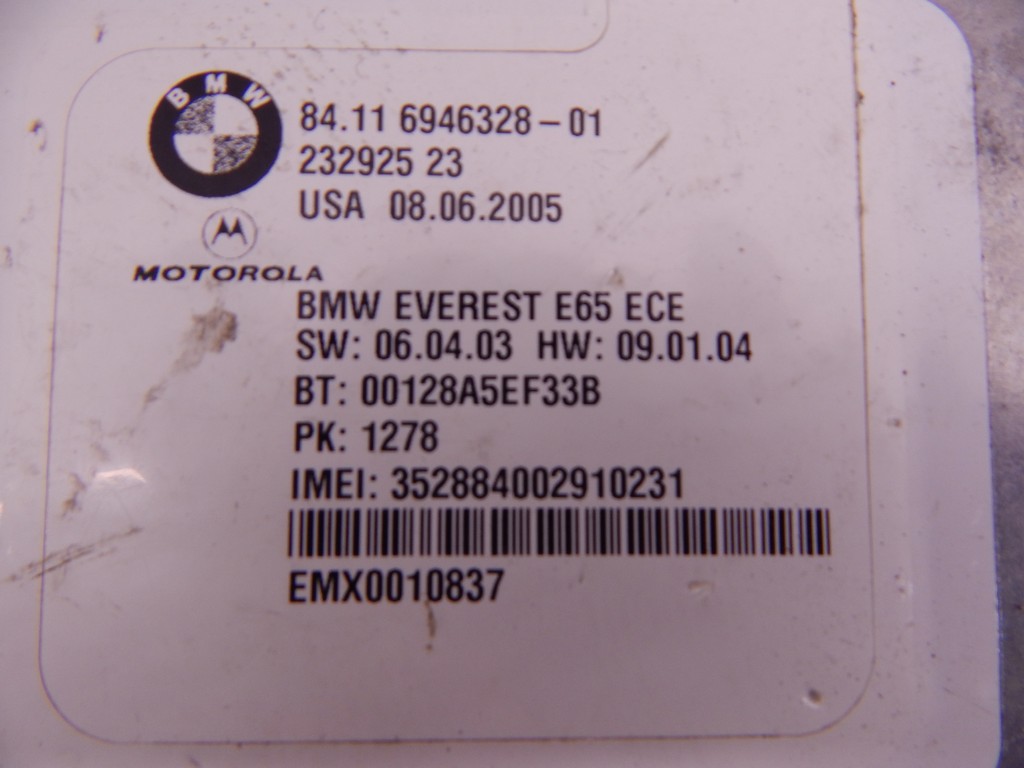 BMW
84.11 6946328-01
232925 23
USA 08.06.2005
MOTOROLA
BMW EVEREST E65 ECE
SW: 06.04.03 HW: 09.01.04
BT: 00128A5EF33B
PK: 1278
IMEI: 352884002910231
EMX0010837